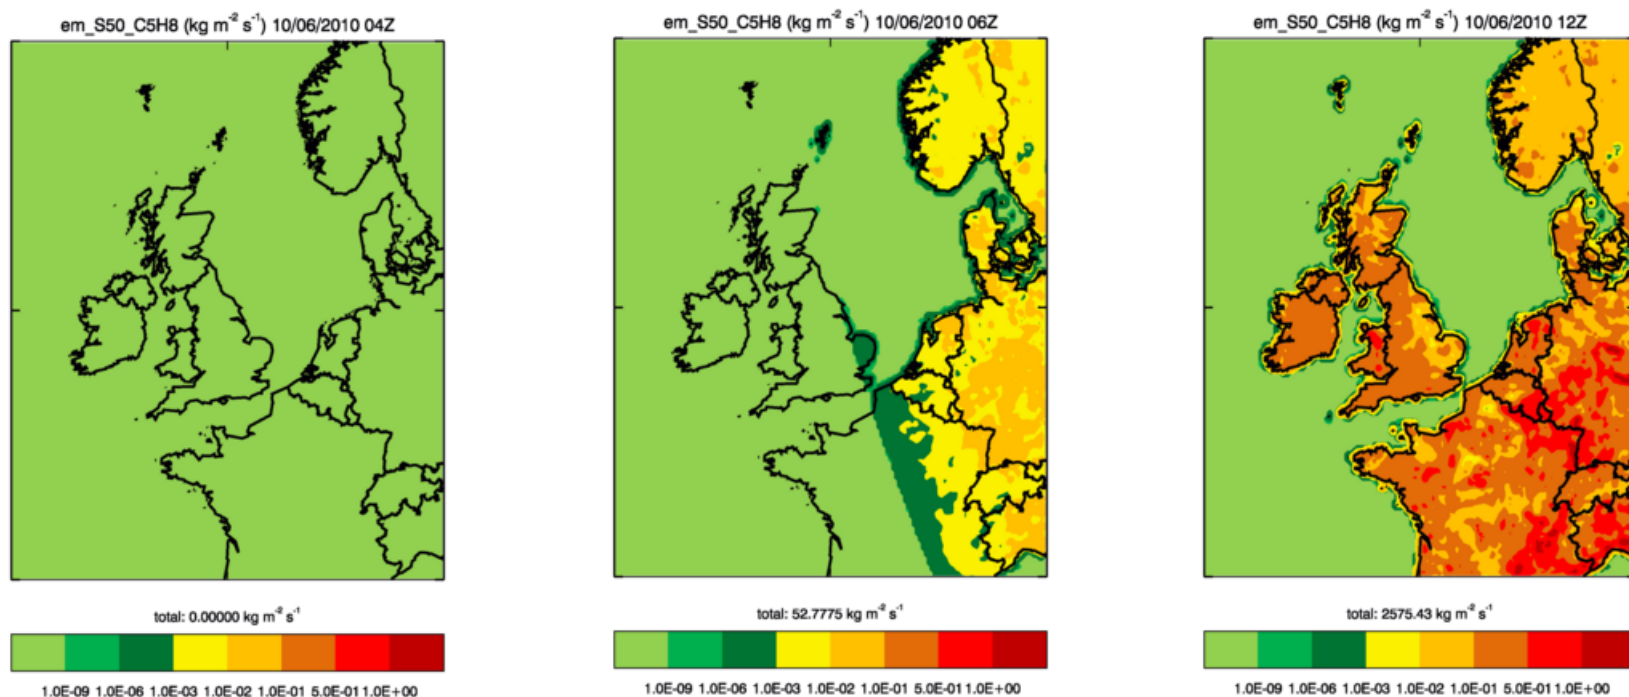 em_S50_C5H8 (kg m⁻² s⁻¹) 10/06/2010 04Z
total: 0.00000 kg m⁻² s⁻¹
1.0E-09 1.0E-06 1.0E-03 1.0E-02 1.0E-01 5.0E-01 1.0E+00
em_S50_C5H8 (kg m⁻² s⁻¹) 10/06/2010 06Z
total: 52.7775 kg m⁻² s⁻¹
1.0E-09 1.0E-06 1.0E-03 1.0E-02 1.0E-01 5.0E-01 1.0E+00
em_S50_C5H8 (kg m⁻² s⁻¹) 10/06/2010 12Z
total: 2575.43 kg m⁻² s⁻¹
1.0E-09 1.0E-06 1.0E-03 1.0E-02 1.0E-01 5.0E-01 1.0E+00